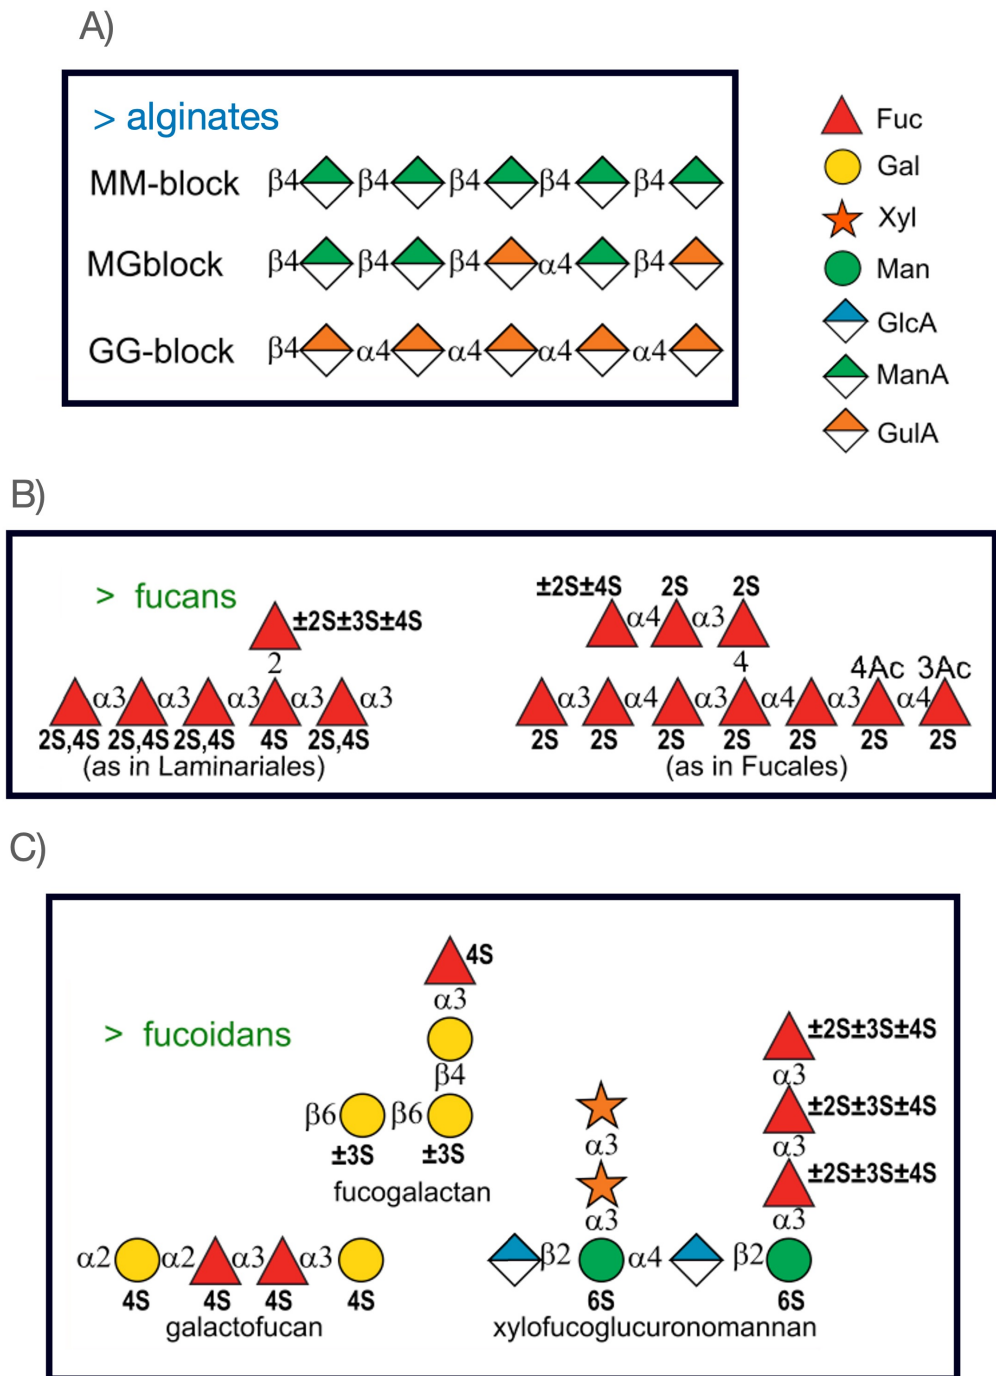 A)
> alginates
MM-block β4 β4 β4 β4 β4
MGblock β4 β4 β4 α4 β4
GG-block β4 α4 α4 α4 α4
Fuc
Gal
Xyl
Man
GlcA
ManA
GulA
B)
> fucans
±2S±3S±4S
2
α3 α3 α3 α3 α3
2S,4S 2S,4S 2S,4S 4S 2S,4S
(as in Laminariales)
±2S±4S 2S 2S
α4 α3
4
4Ac 3Ac
α3 α4 α3 α4 α3 α4
2S 2S 2S 2S 2S 2S 2S
(as in Fucales)
C)
> fucoidans
4S
α3
β4
β6 β6
±3S ±3S
fucogalactan
α2 α2 α3 α3
4S 4S 4S 4S
galactofucan
±2S±3S±4S
α3
±2S±3S±4S
α3
α3
±2S±3S±4S
α3
α3
β2 α4 β2
6S 6S
xylofucoglucuronomannan